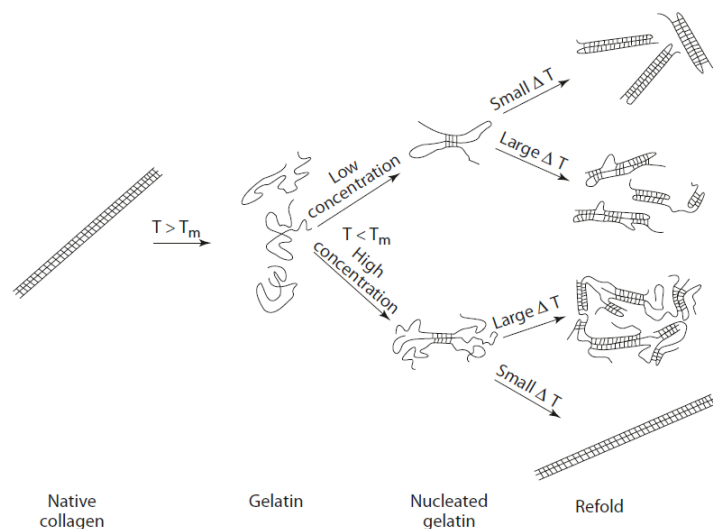 Small Δ T
Low
concentration
Large Δ T
T > Tm
T < Tm
High
concentration
Large Δ T
Small Δ T
Native
collagen
Gelatin
Nucleated
gelatin
Refold